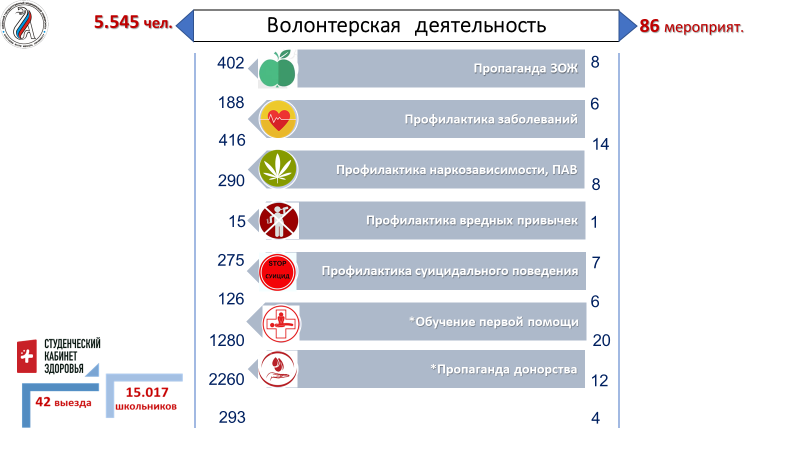 5.545 чел.
Волонтерская деятельность
86 мероприят.
402
Пропаганда ЗОЖ
8
188
Профилактика заболеваний
6
416
14
Профилактика наркозависимости, ПАВ
290
8
15
Профилактика вредных привычек
1
275
7
STOP
суицид
Профилактика суицидального поведения
126
6
*Обучение первой помощи
1280
20
*Пропаганда донорства
2260
12
293
4
СТУДЕНЧЕСКИЙ
КАБИНЕТ
ЗДОРОВЬЯ
42 выезда
15.017
школьников